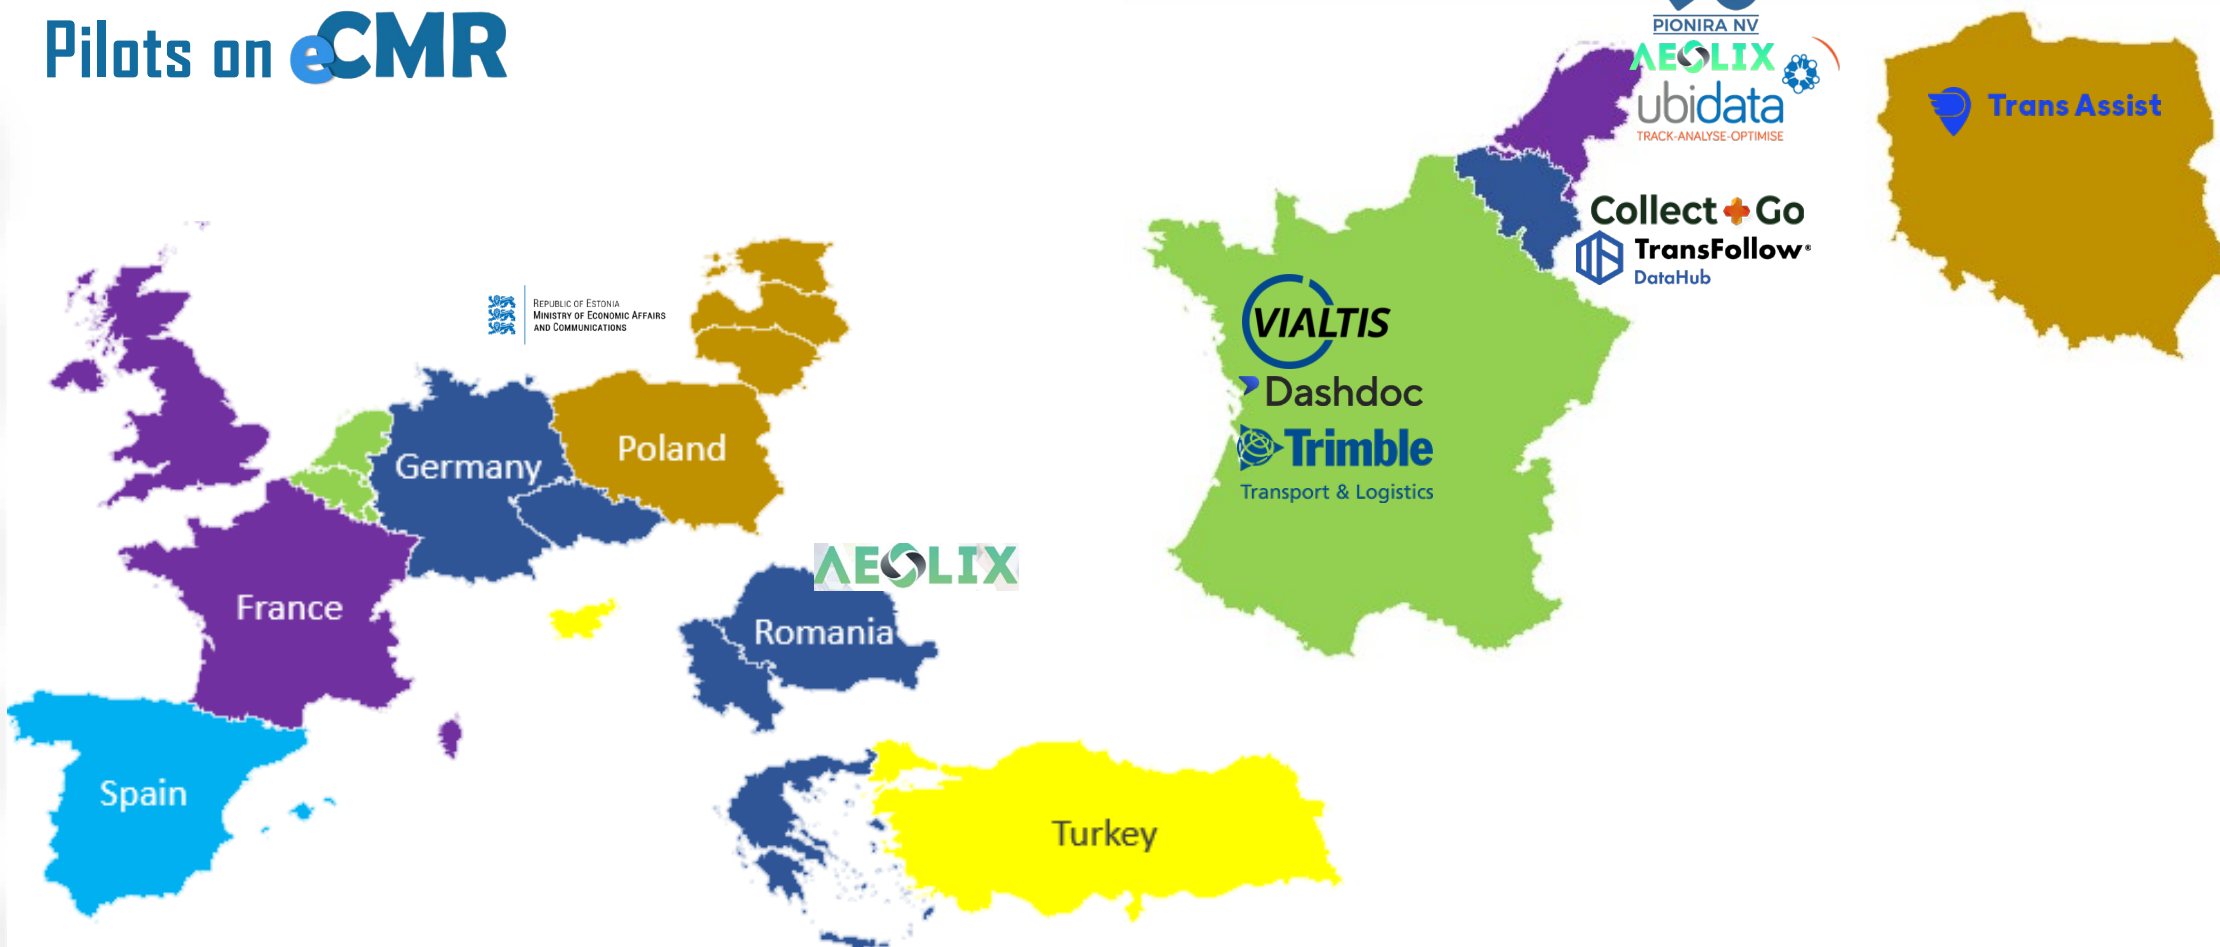 Pilots on eCMR
PIONIRA NV
AEOLIX
ubidata
TRACK-ANALYSE-OPTIMISE
Trans Assist
Collect Go
TransFollow®
DataHub
VIALTIS
Dashdoc
Trimble
Transport & Logistics
REPUBLIC OF ESTONIA
MINISTRY OF ECONOMIC AFFAIRS
AND COMMUNICATIONS
Poland
Germany
AEOLIX
France
Romania
Spain
Turkey